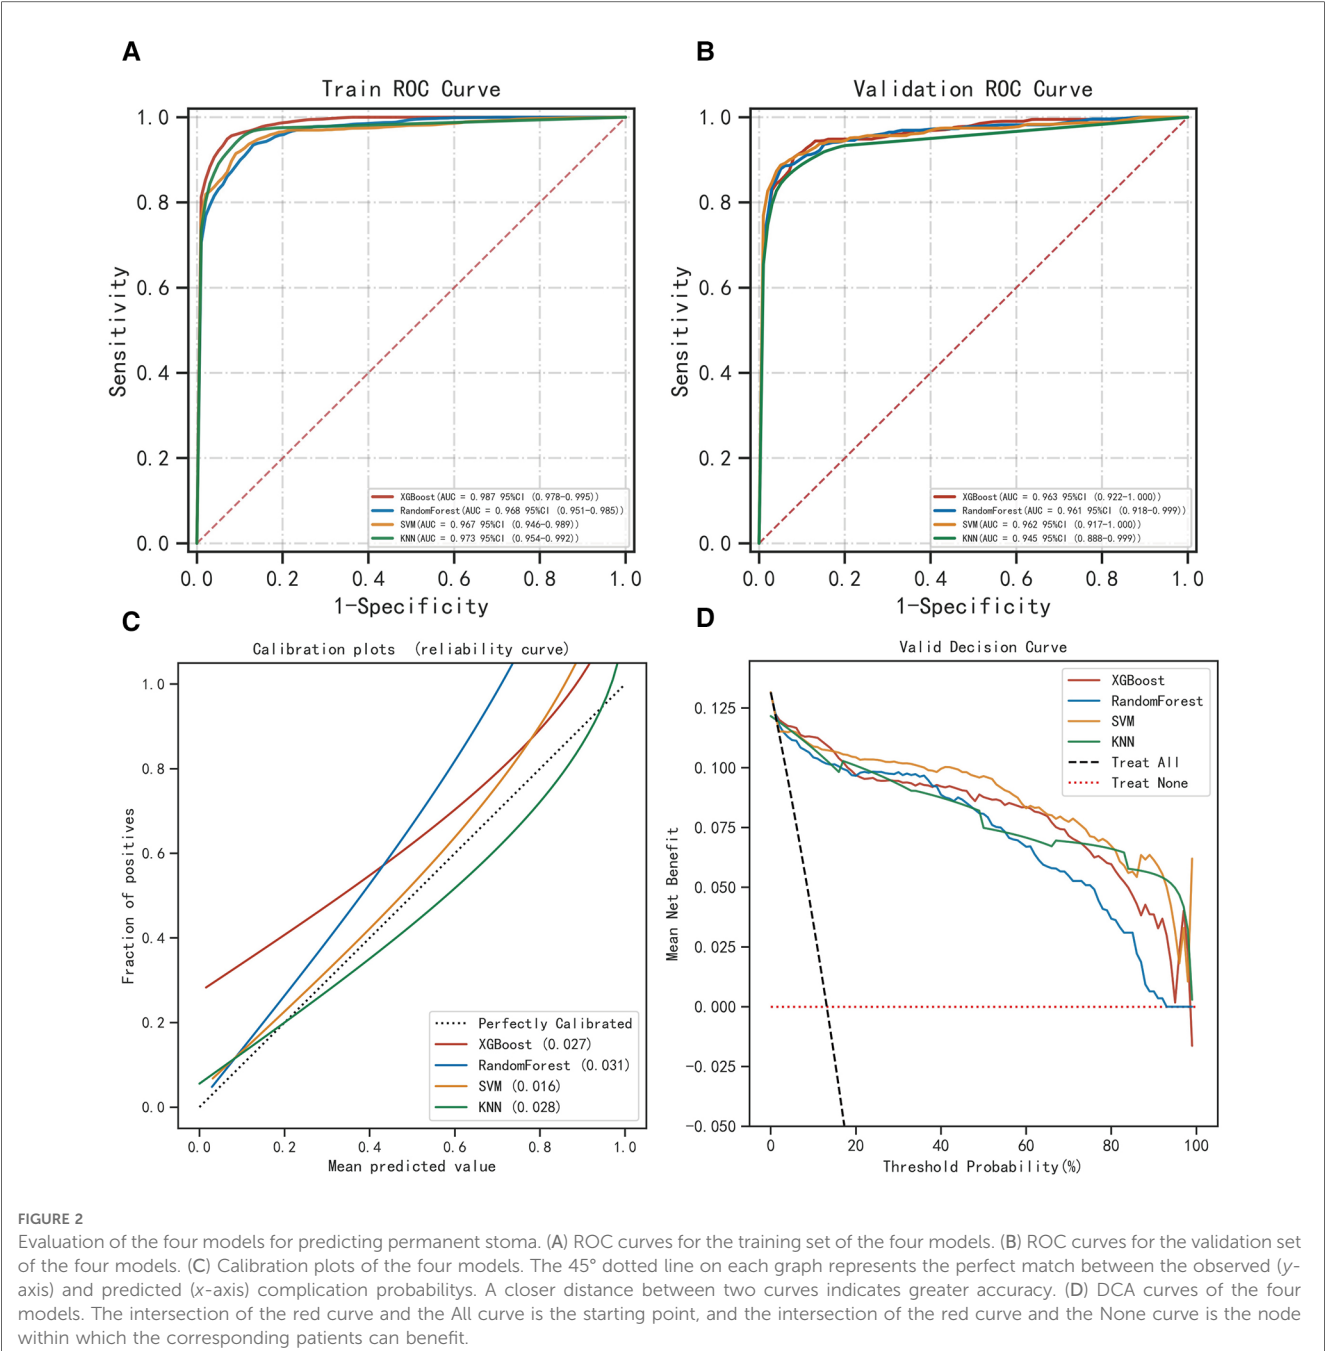 A
Train ROC Curve
1.0
0.8
0.6
0.4
0.2
0.0
Sensitivity
XGBoost(AUC = 0.987 95%CI (0.978-0.995))
RandomForest(AUC = 0.968 95%CI (0.951-0.985))
SVM(AUC = 0.967 95%CI (0.946-0.989))
KNN(AUC = 0.973 95%CI (0.954-0.992))
0.0 0.2 0.4 0.6 0.8 1.0
1-Specificity
B
Validation ROC Curve
1.0
0.8
0.6
0.4
0.2
0.0
Sensitivity
XGBoost(AUC = 0.963 95%CI (0.922-1.000))
RandomForest(AUC = 0.961 95%CI (0.918-0.999))
SVM(AUC = 0.962 95%CI (0.917-1.000))
KNN(AUC = 0.945 95%CI (0.888-0.999))
0.0 0.2 0.4 0.6 0.8 1.0
1-Specificity
C
Calibration plots (reliability curve)
1.0
0.8
0.6
0.4
0.2
0.0
Fraction of positives
Perfectly Calibrated
XGBoost (0.027)
RandomForest (0.031)
SVM (0.016)
KNN (0.028)
0.0 0.2 0.4 0.6 0.8 1.0
Mean predicted value
D
Valid Decision Curve
0.125
0.100
0.075
0.050
0.025
0.000
-0.025
-0.050
Mean Net Benefit
XGBoost
RandomForest
SVM
KNN
Treat All
Treat None
0 20 40 60 80 100
Threshold Probability(%)
FIGURE 2
Evaluation of the four models for predicting permanent stoma. (A) ROC curves for the training set of the four models. (B) ROC curves for the validation set
of the four models. (C) Calibration plots of the four models. The 45° dotted line on each graph represents the perfect match between the observed (y-
axis) and predicted (x-axis) complication probabilitys. A closer distance between two curves indicates greater accuracy. (D) DCA curves of the four
models. The intersection of the red curve and the All curve is the starting point, and the intersection of the red curve and the None curve is the node
within which the corresponding patients can benefit.